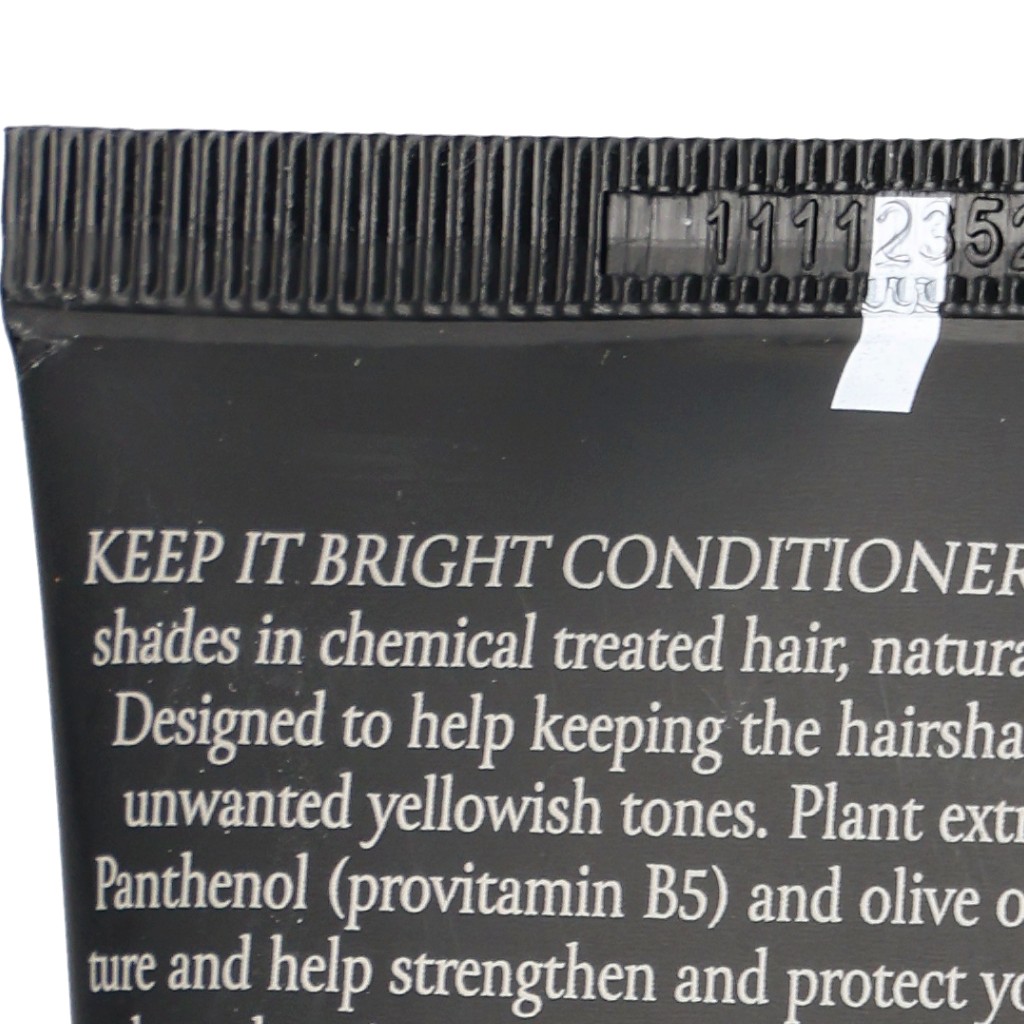 11112352
KEEP IT BRIGHT CONDITIONER
shades in chemical treated hair, natura
Designed to help keeping the hairsha
unwanted yellowish tones. Plant extr
Panthenol (provitamin B5) and olive o
ture and help strengthen and protect yo